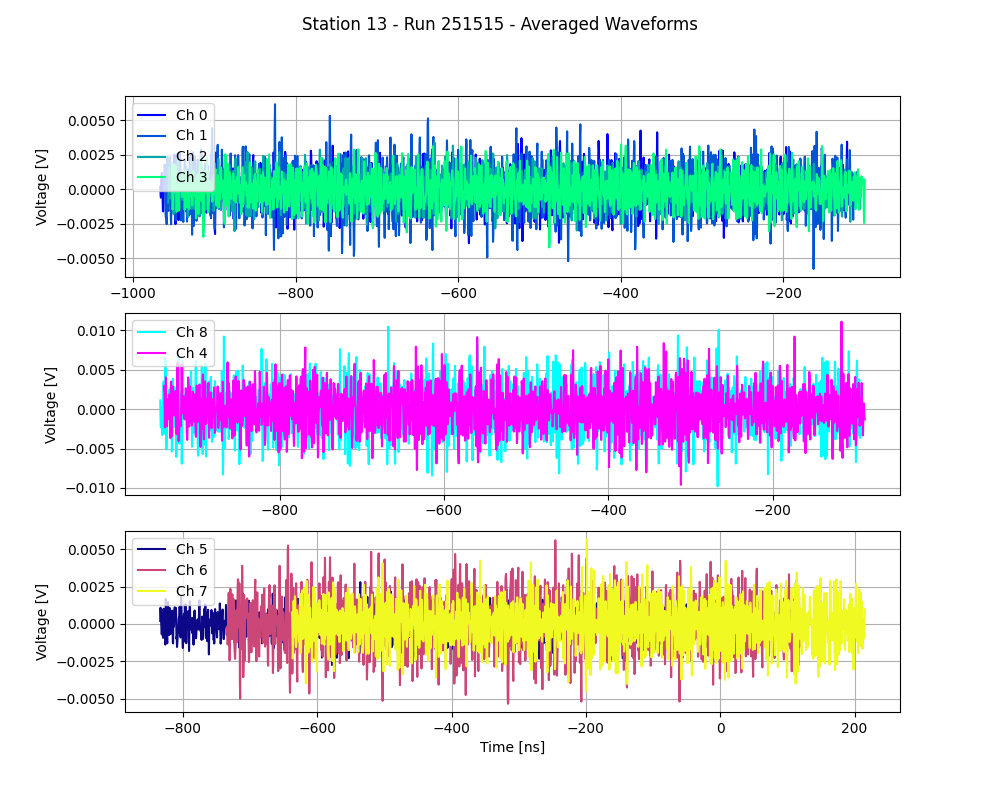 Station 13 - Run 251515 - Averaged Waveforms
Voltage [V]
0.0050
0.0025
0.0000
−0.0025
−0.0050
Ch 0
Ch 1
Ch 2
Ch 3
−1000 −800 −600 −400 −200
Voltage [V]
0.010
0.005
0.000
−0.005
−0.010
Ch 8
Ch 4
−800 −600 −400 −200
Voltage [V]
0.0050
0.0025
0.0000
−0.0025
−0.0050
Ch 5
Ch 6
Ch 7
−800 −600 −400 −200 0 200
Time [ns]